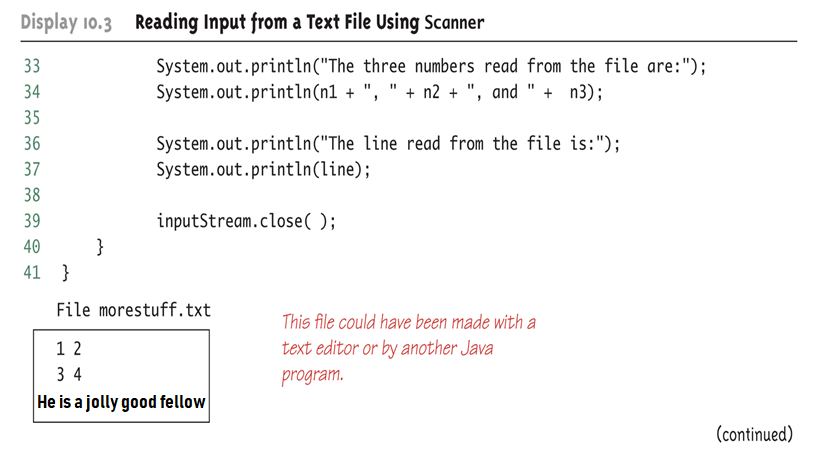 Display 10.3 Reading Input from a Text File Using Scanner
33 System.out.println("The three numbers read from the file are:");
34 System.out.println(n1 + ", " + n2 + ", and " +  n3);
35
36 System.out.println("The line read from the file is:");
37 System.out.println(line);
38
39 inputStream.close( );
40 }
41 }
File morestuff.txt
1 2
3 4
He is a jolly good fellow
This file could have been made with a
text editor or by another Java
program.
(continued)